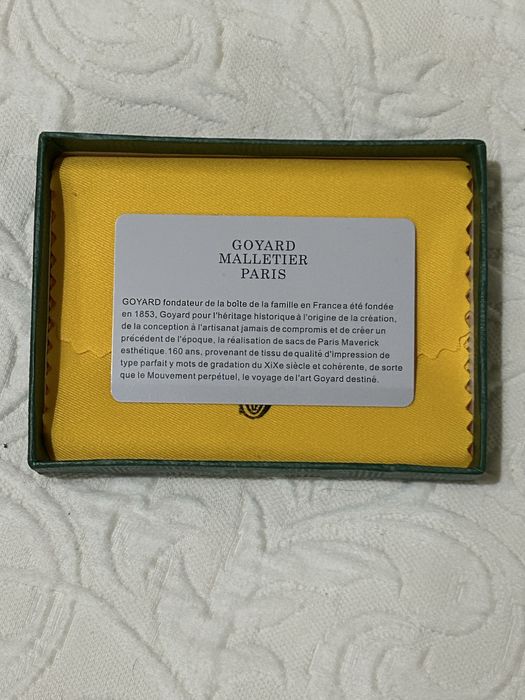 GOYARD
MALLETIER
PARIS
GOYARD fondateur de la boîte de la famille en France a été fondée
en 1853, Goyard pour l'héritage historique à l'origine de la création,
de la conception à l'artisanat jamais de compromis et de créer un
précédent de l'époque, la réalisation de sacs de Paris Maverick
esthétique. 160 ans, provenant de tissu de qualité d'impression de
type parfait y mots de gradation du XiXe siècle et cohérente, de sorte
que le Mouvement perpétuel, le voyage de l'art Goyard destiné.